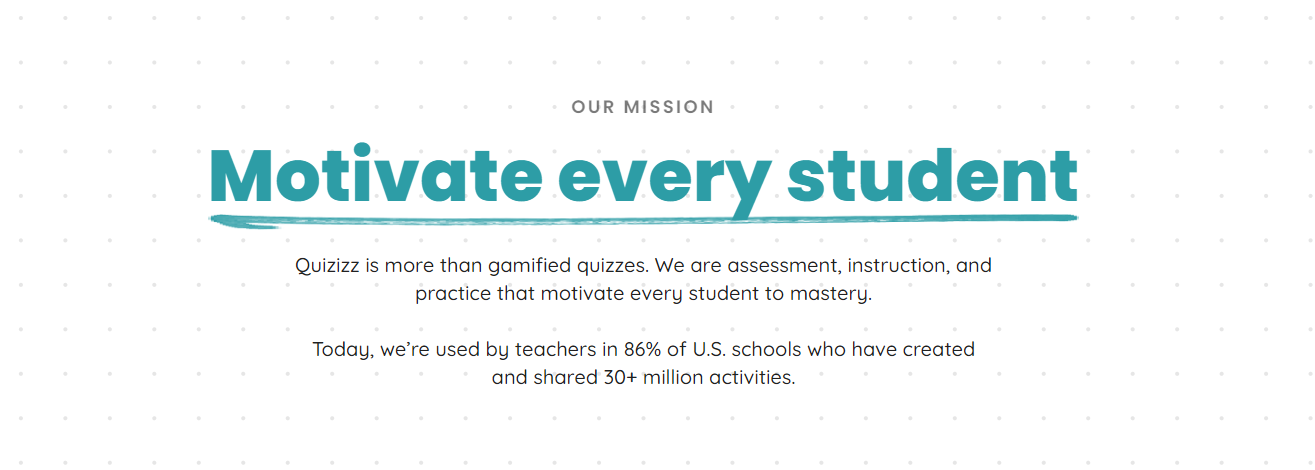 OUR MISSION
Motivate every student
Quizizz is more than gamified quizzes. We are assessment, instruction, and
practice that motivate every student to mastery.
Today, we’re used by teachers in 86% of U.S. schools who have created
and shared 30+ million activities.